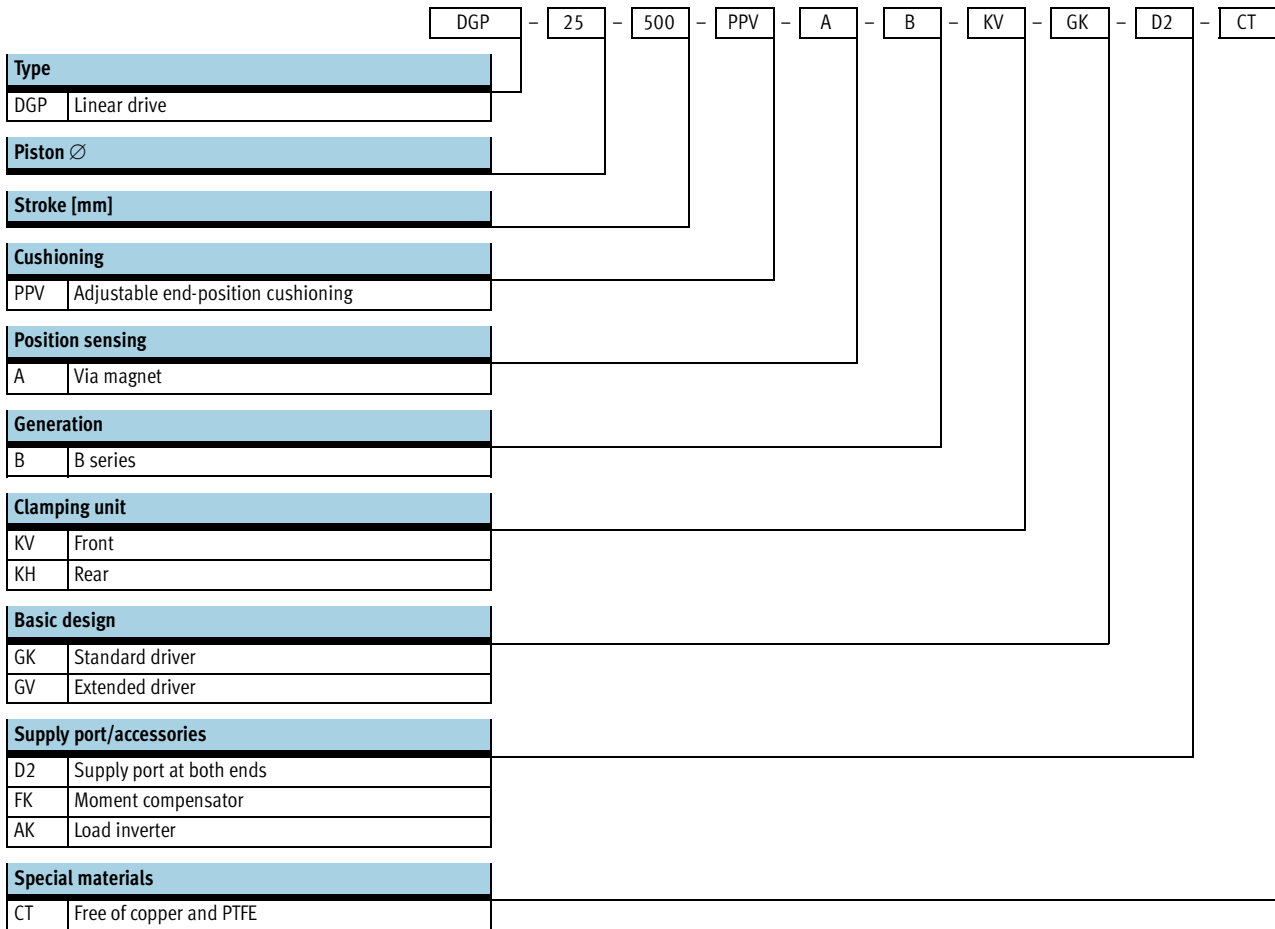 DGP – 25 – 500 – PPV – A – B – KV – GK – D2 – CT
Type
DGP Linear drive
Piston ∅
Stroke [mm]
Cushioning
PPV Adjustable end-position cushioning
Position sensing
A Via magnet
Generation
B B series
Clamping unit
KV Front
KH Rear
Basic design
GK Standard driver
GV Extended driver
Supply port/accessories
D2 Supply port at both ends
FK Moment compensator
AK Load inverter
Special materials
CT Free of copper and PTFE